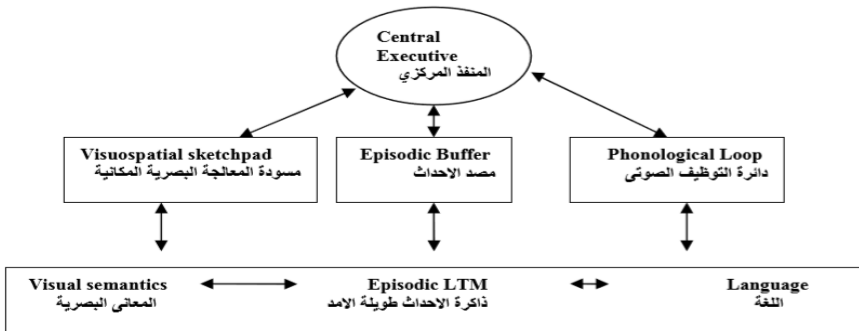 Central
Executive
المنفذ المركزي
Visuospatial sketchpad
مسودة المعالجة البصرية المكانية
Episodic Buffer
مصد الاحداث
Phonological Loop
دائرة التوظيف الصوتى
Visual semantics
المعانى البصرية
Episodic LTM
ذاكرة الاحداث طويلة الامد
Language
اللغة